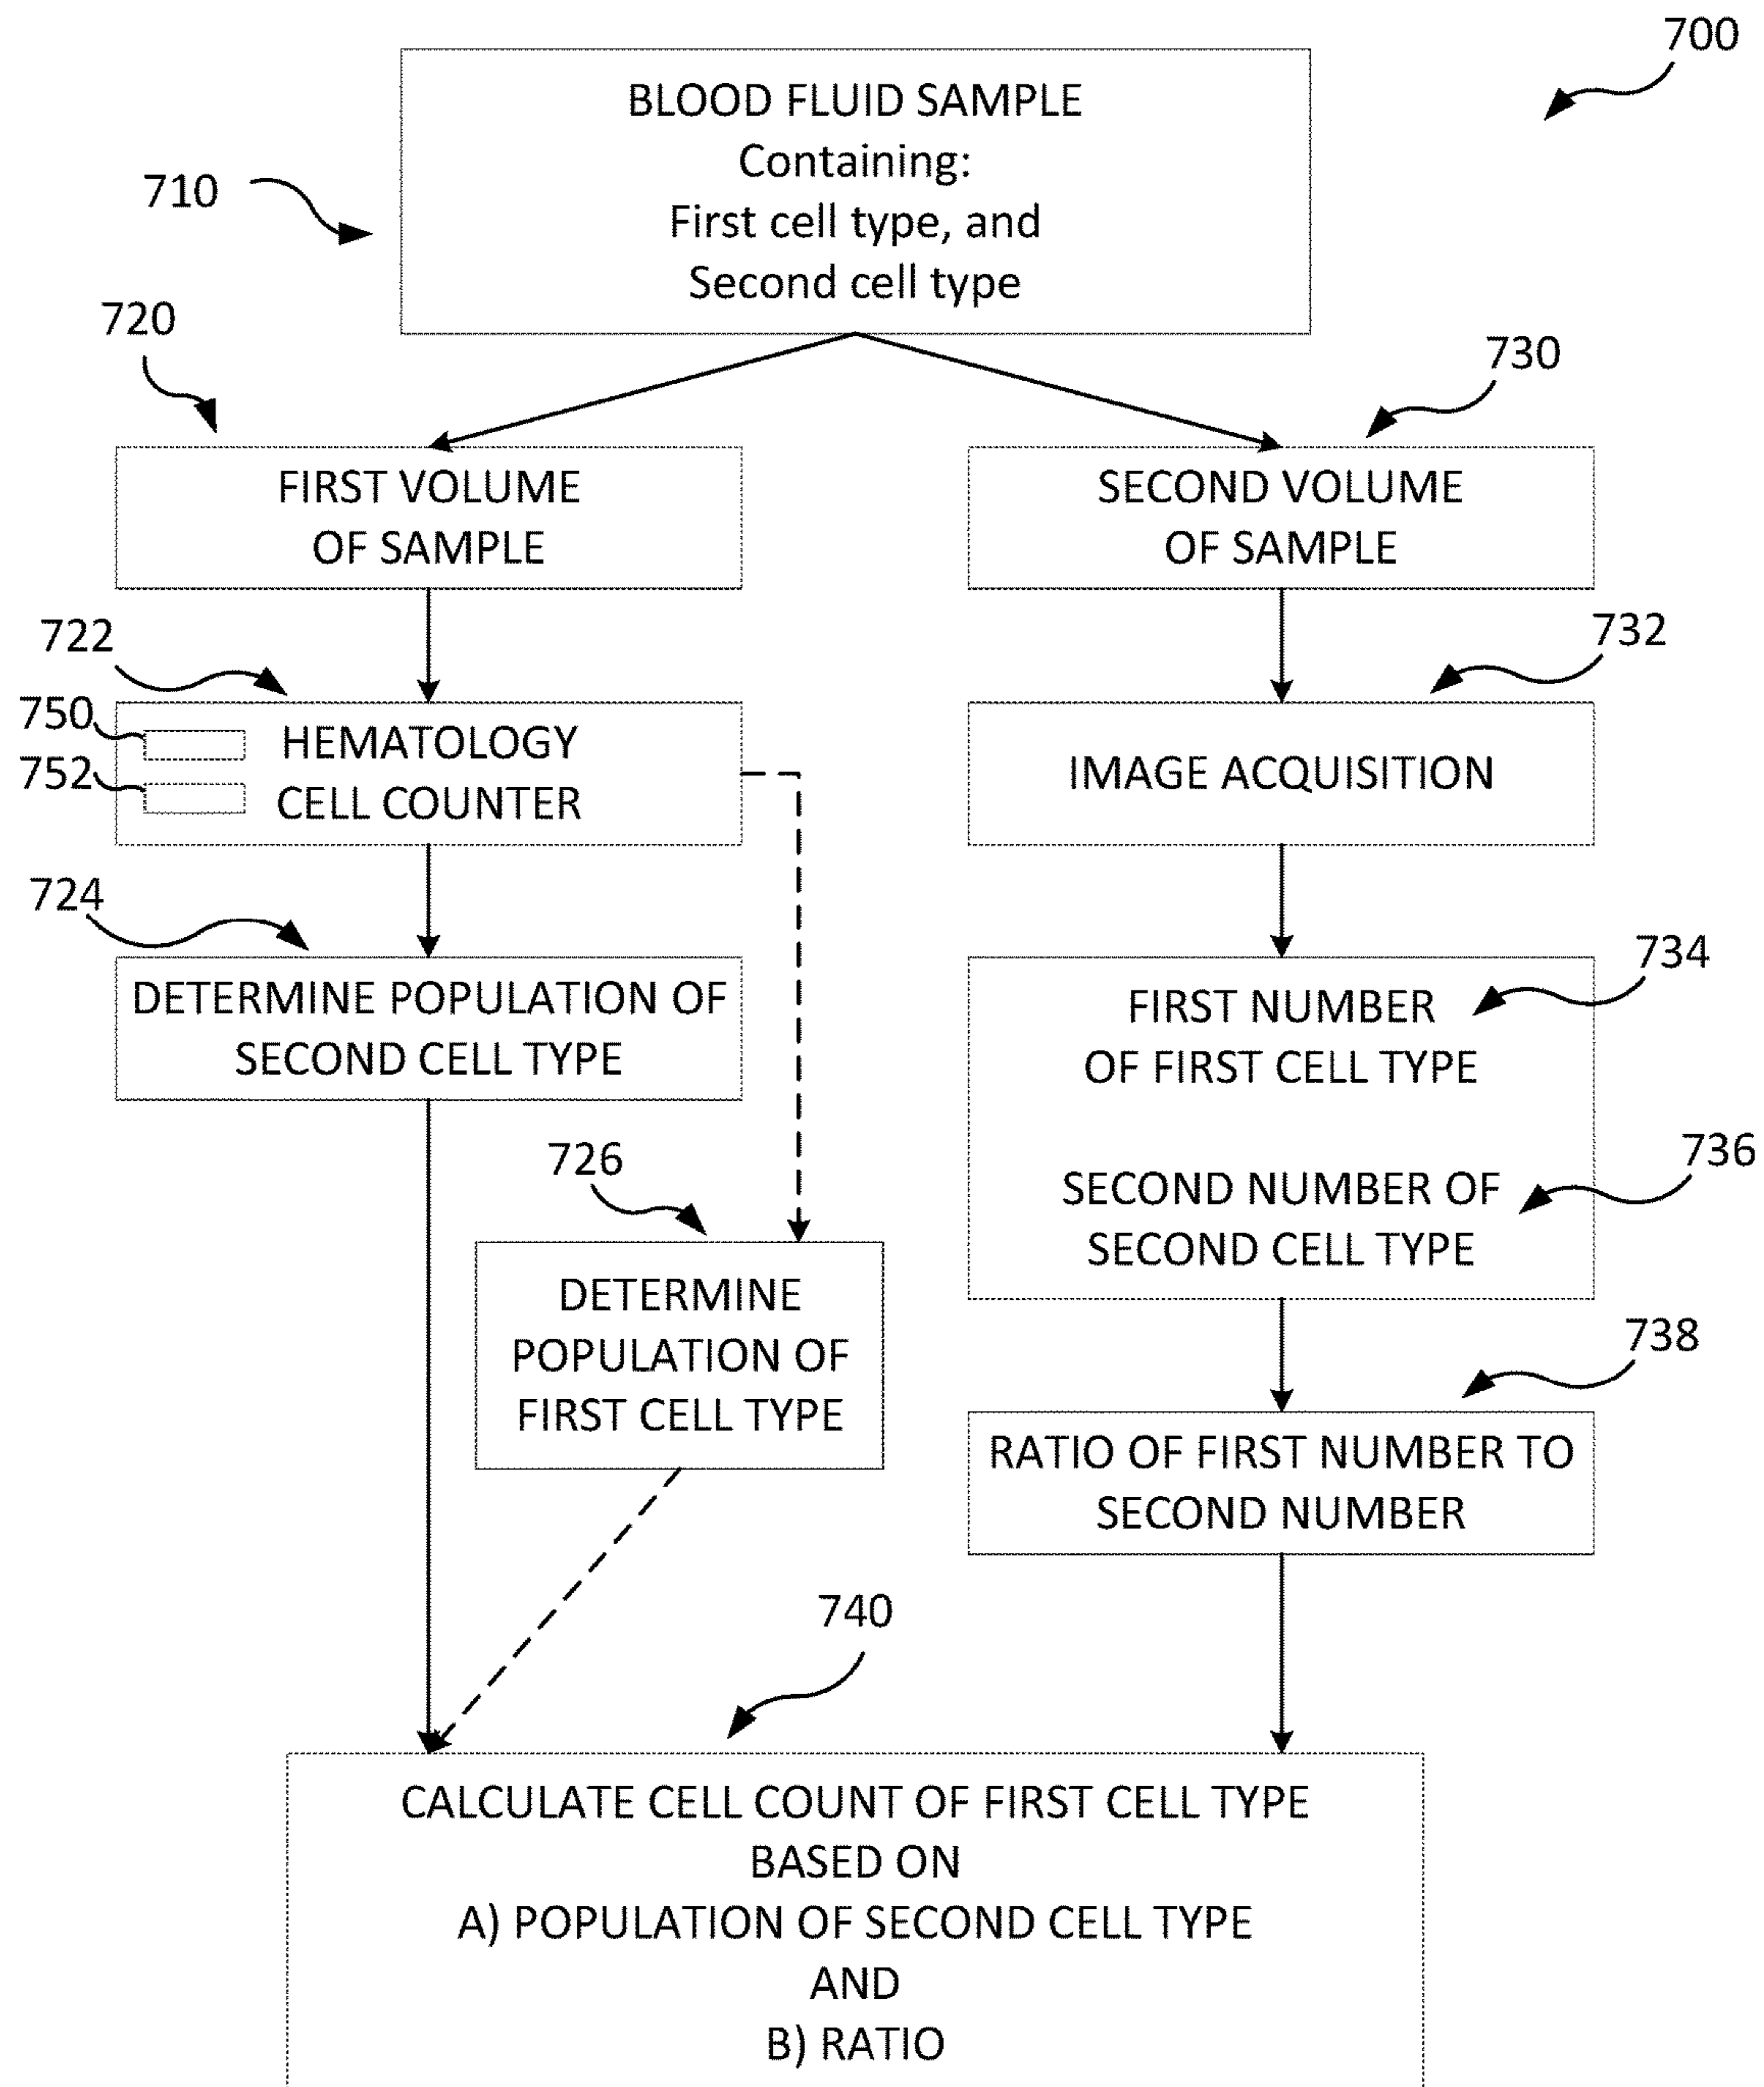 700
BLOOD FLUID SAMPLE
Containing:
First cell type, and
Second cell type
710
720
730
FIRST VOLUME
OF SAMPLE
SECOND VOLUME
OF SAMPLE
722
732
750
752
HEMATOLOGY
CELL COUNTER
IMAGE ACQUISITION
724
DETERMINE POPULATION OF
SECOND CELL TYPE
734
FIRST NUMBER
OF FIRST CELL TYPE
736
SECOND NUMBER OF
SECOND CELL TYPE
726
DETERMINE
POPULATION OF
FIRST CELL TYPE
738
RATIO OF FIRST NUMBER TO
SECOND NUMBER
740
CALCULATE CELL COUNT OF FIRST CELL TYPE
BASED ON
A) POPULATION OF SECOND CELL TYPE
AND
B) RATIO